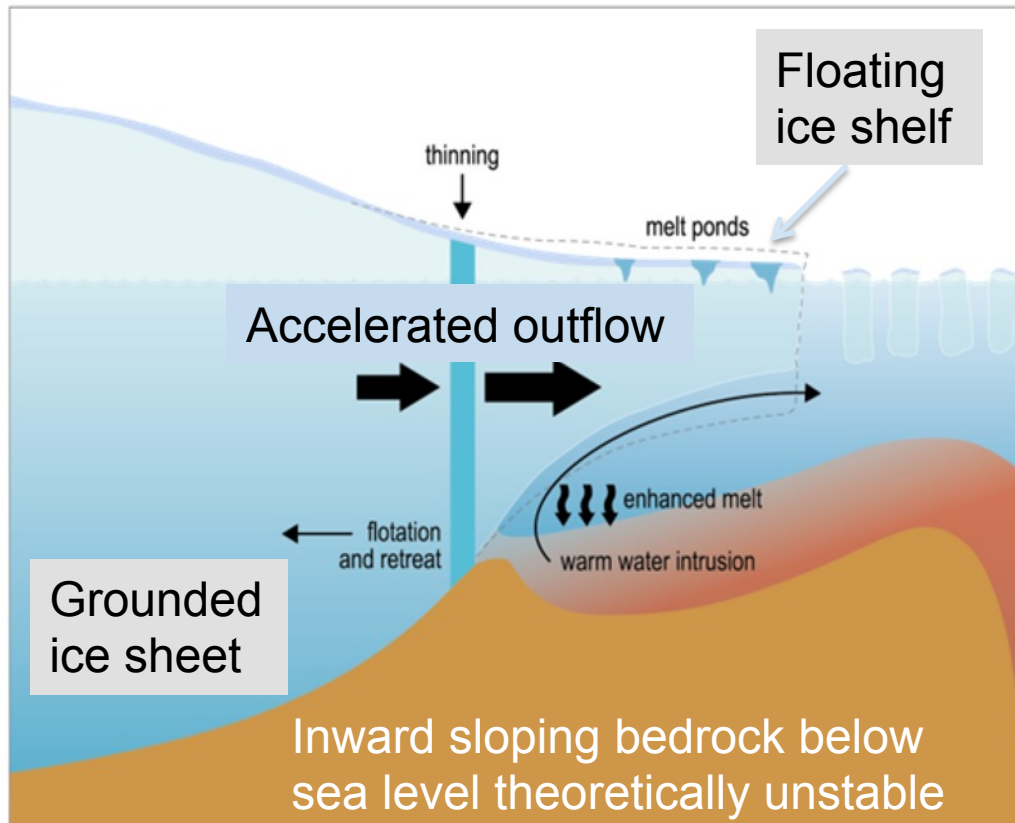 Floating
ice shelf
thinning
melt ponds
Accelerated outflow
enhanced melt
flotation
and retreat
warm water intrusion
Grounded
ice sheet
Inward sloping bedrock below
sea level theoretically unstable